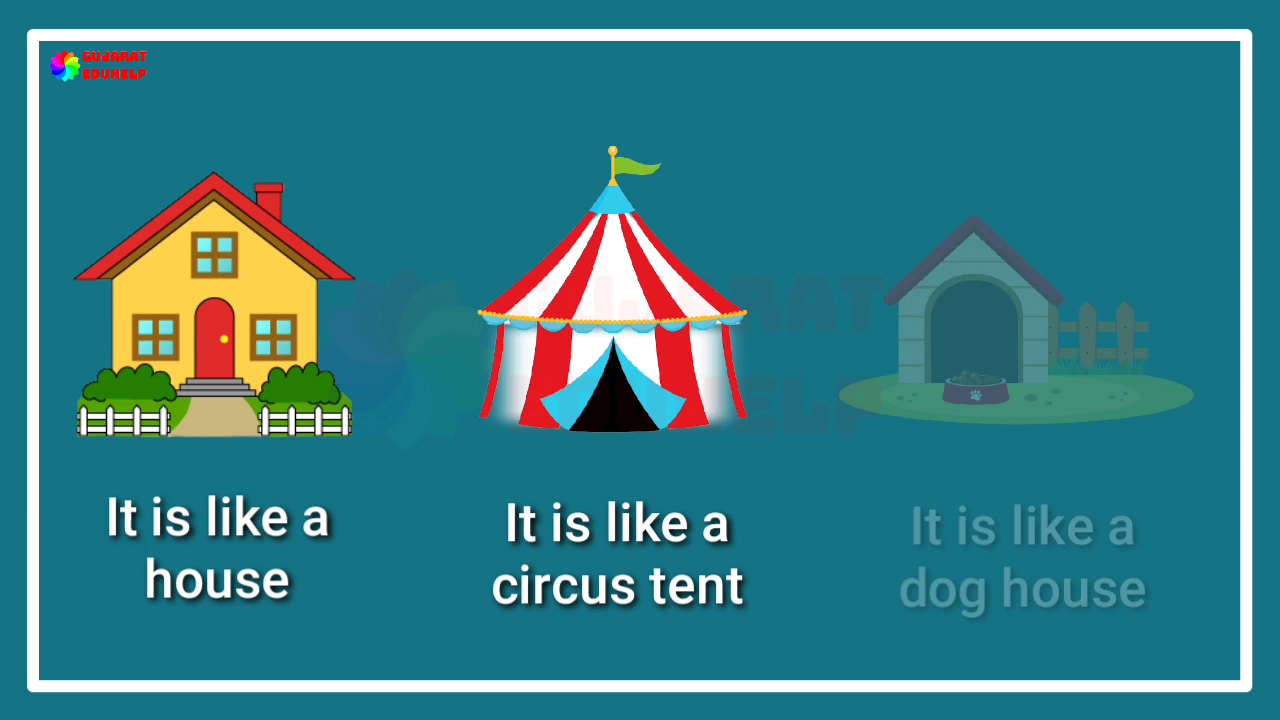 GUJARAT
EDUHELP
It is like a
house
It is like a
circus tent
It is like a
dog house